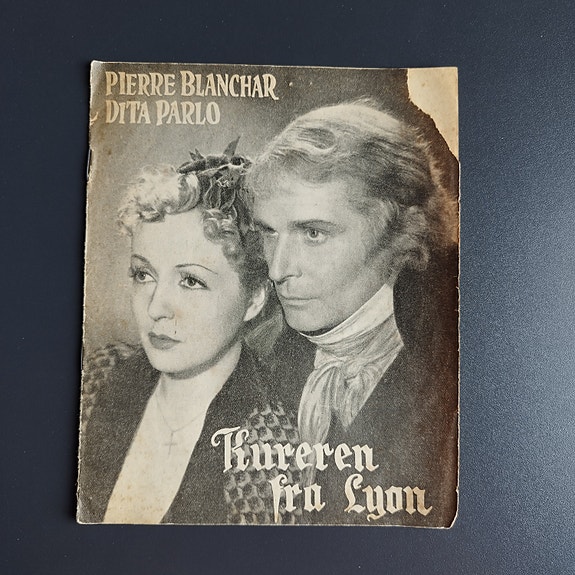 PIERRE BLANCHAR
DITA PARLO
Kureren
fra Lyon